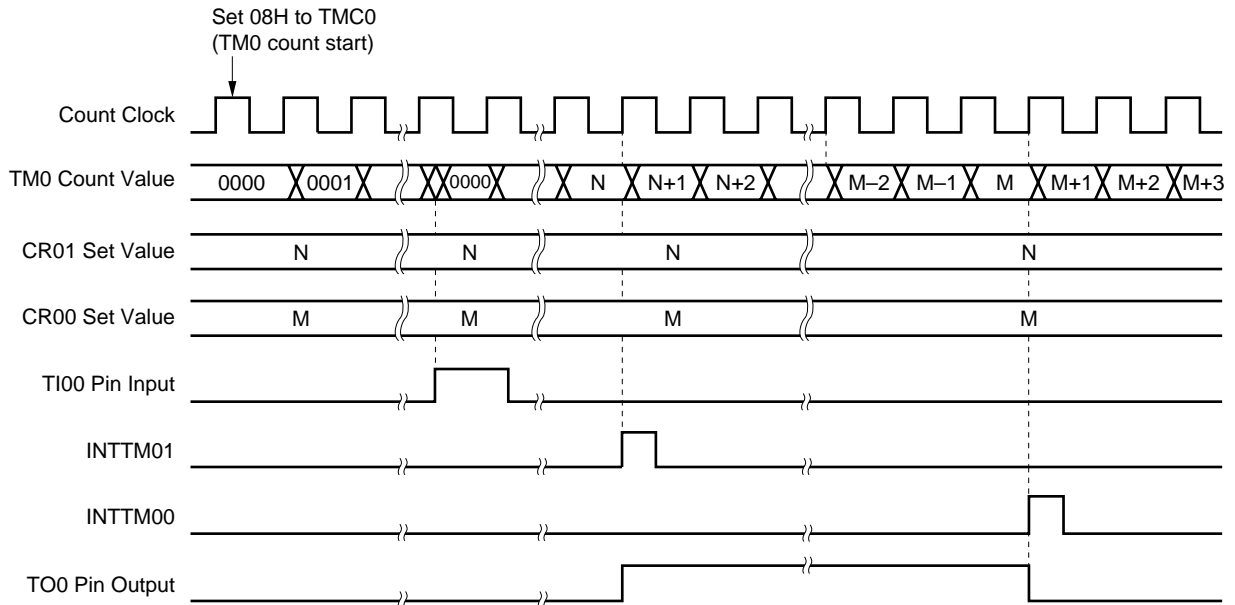 Set 08H to TMC0
(TM0 count start)
Count Clock
TM0 Count Value 0000 0001 0000 N N+1 N+2 M–2 M–1 M M+1 M+2 M+3
CR01 Set Value N N N N
CR00 Set Value M M M M
TI00 Pin Input
INTTM01
INTTM00
TO0 Pin Output